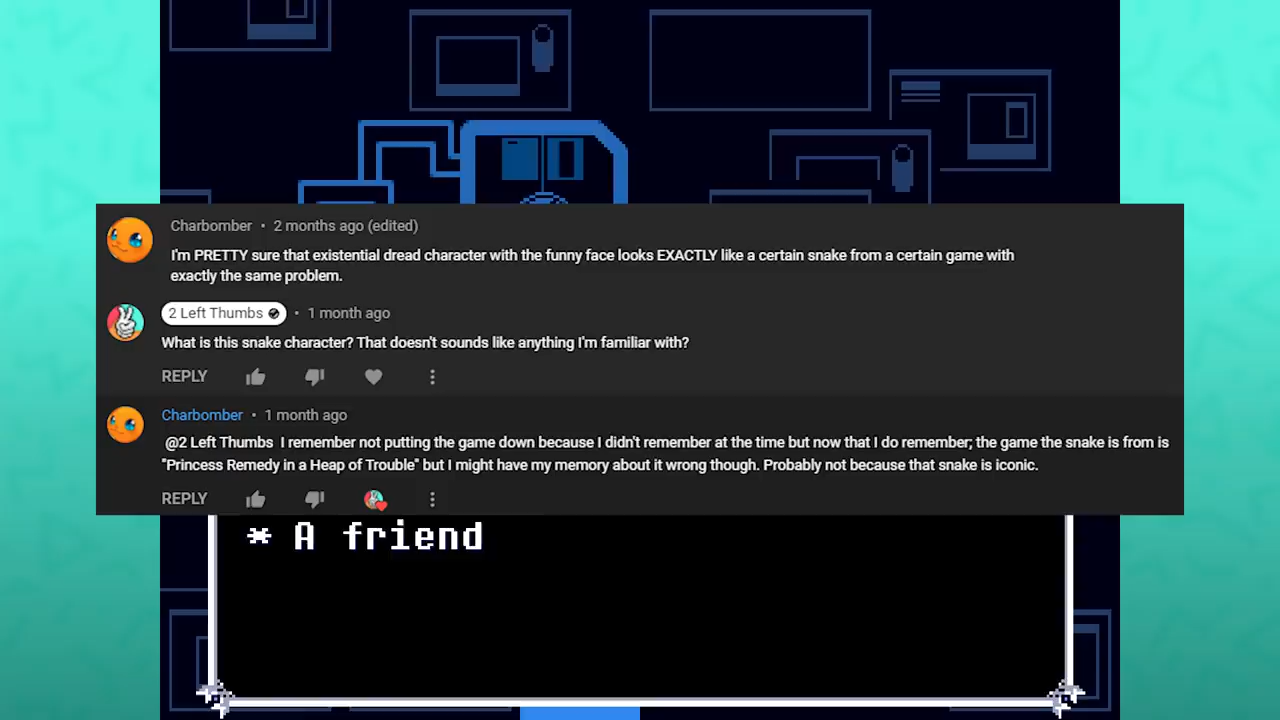 Charbomber • 2 months ago (edited)
I'm PRETTY sure that existential dread character with the funny face looks EXACTLY like a certain snake from a certain game with
exactly the same problem.
2 Left Thumbs • 1 month ago
What is this snake character? That doesn't sounds like anything I'm familiar with?
REPLY
Charbomber • 1 month ago
@2 Left Thumbs I remember not putting the game down because I didn't remember at the time but now that I do remember; the game the snake is from is
"Princess Remedy in a Heap of Trouble" but I might have my memory about it wrong though. Probably not because that snake is iconic.
REPLY
* A friend